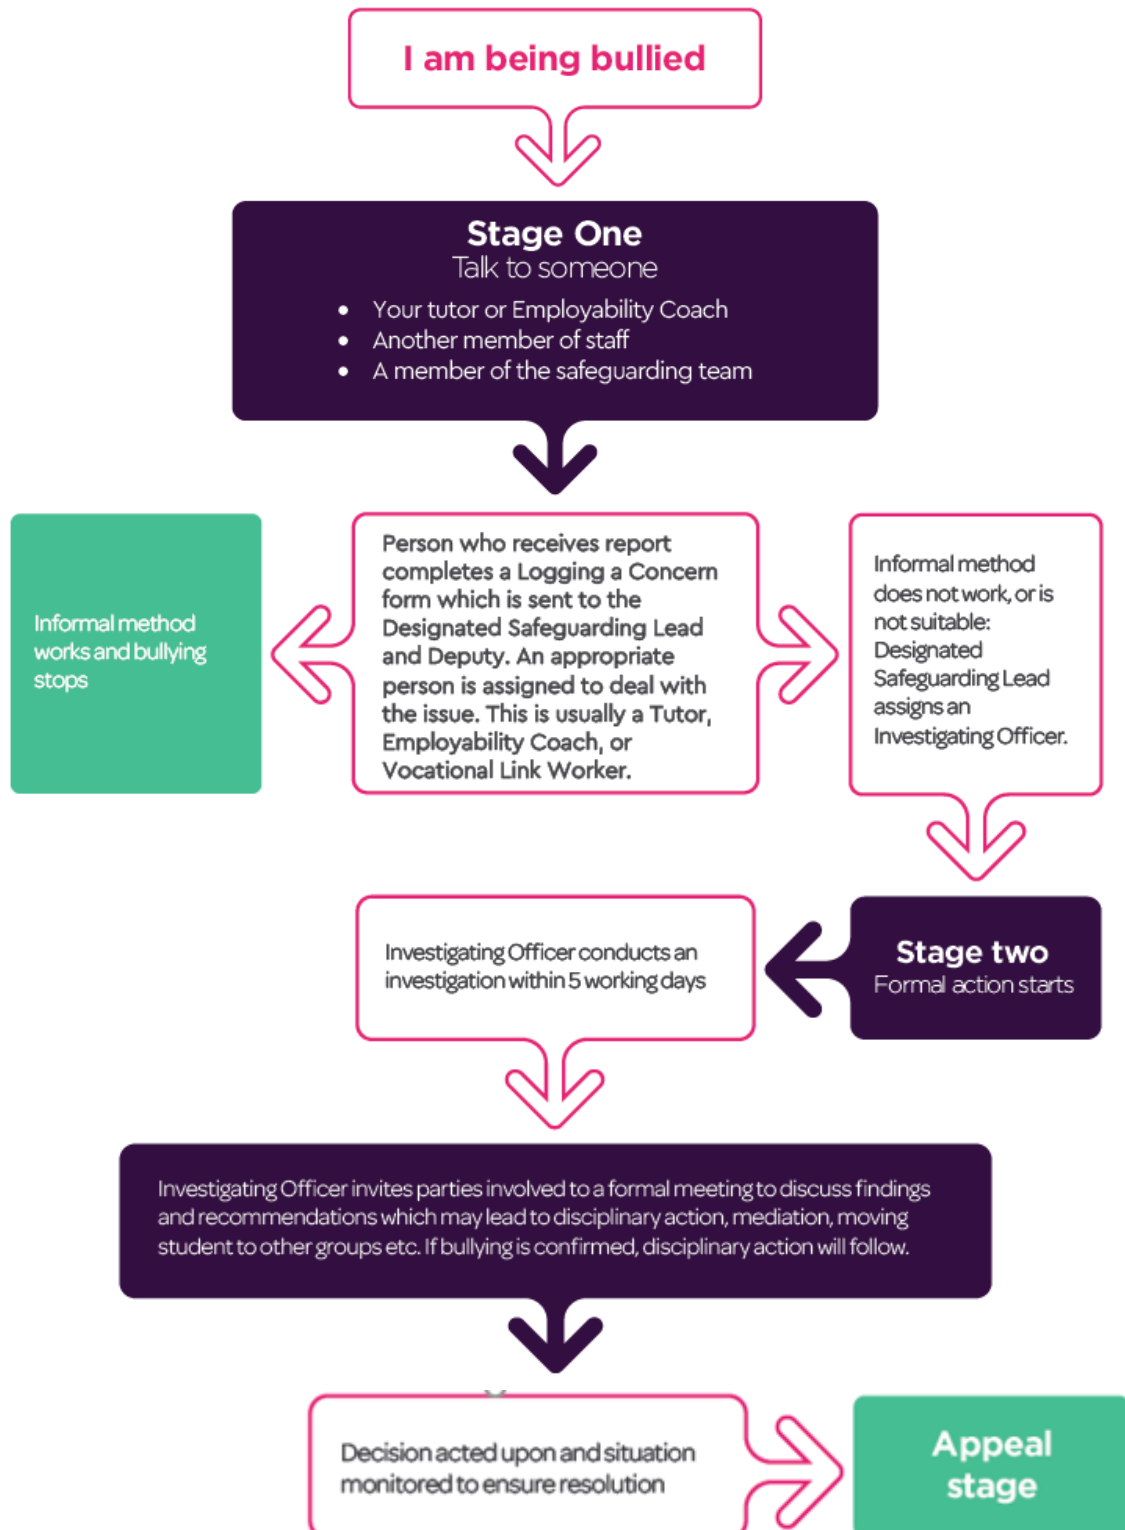 I am being bullied
Stage One
Talk to someone
• Your tutor or Employability Coach
• Another member of staff
• A member of the safeguarding team
Informal method
works and bullying
stops
Person who receives report
completes a Logging a Concern
form which is sent to the
Designated Safeguarding Lead
and Deputy. An appropriate
person is assigned to deal with
the issue. This is usually a Tutor,
Employability Coach, or
Vocational Link Worker.
Informal method
does not work, or is
not suitable:
Designated
Safeguarding Lead
assigns an
Investigating Officer.
Stage two
Formal action starts
Investigating Officer conducts an
investigation within 5 working days
Investigating Officer invites parties involved to a formal meeting to discuss findings
and recommendations which may lead to disciplinary action, mediation, moving
student to other groups etc. If bullying is confirmed, disciplinary action will follow.
Decision acted upon and situation
monitored to ensure resolution
Appeal
stage